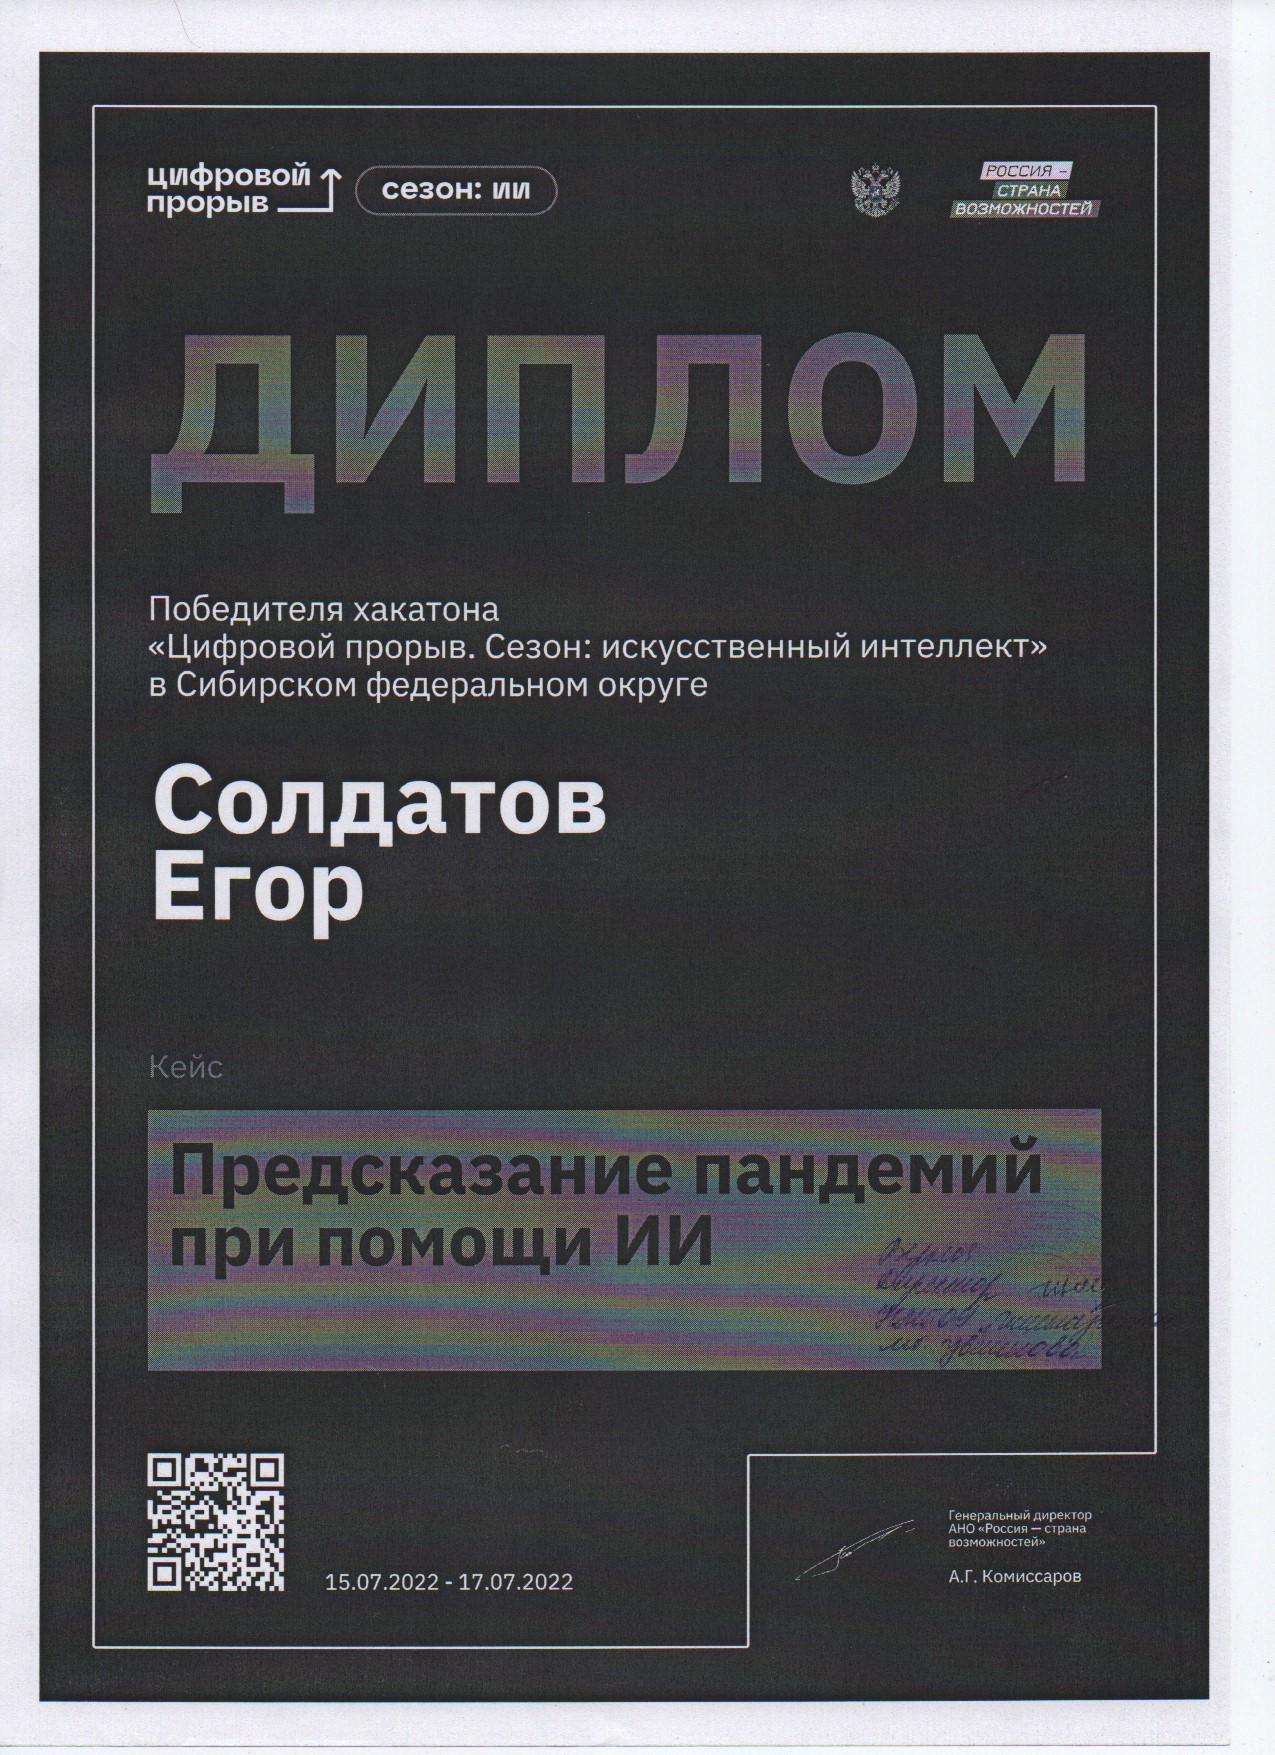 цифровой
прорыв
сезон: ии
РОССИЯ –
СТРАНА
ВОЗМОЖНОСТЕЙ
ДИПЛОМ
Победителя хакатона
«Цифровой прорыв. Сезон: искусственный интеллект»
в Сибирском федеральном округе
Солдатов
Егор
Кейс
Предсказание пандемий
при помощи ИИ
15.07.2022 - 17.07.2022
Генеральный директор
АНО «Россия — страна
возможностей»
А.Г. Комиссаров